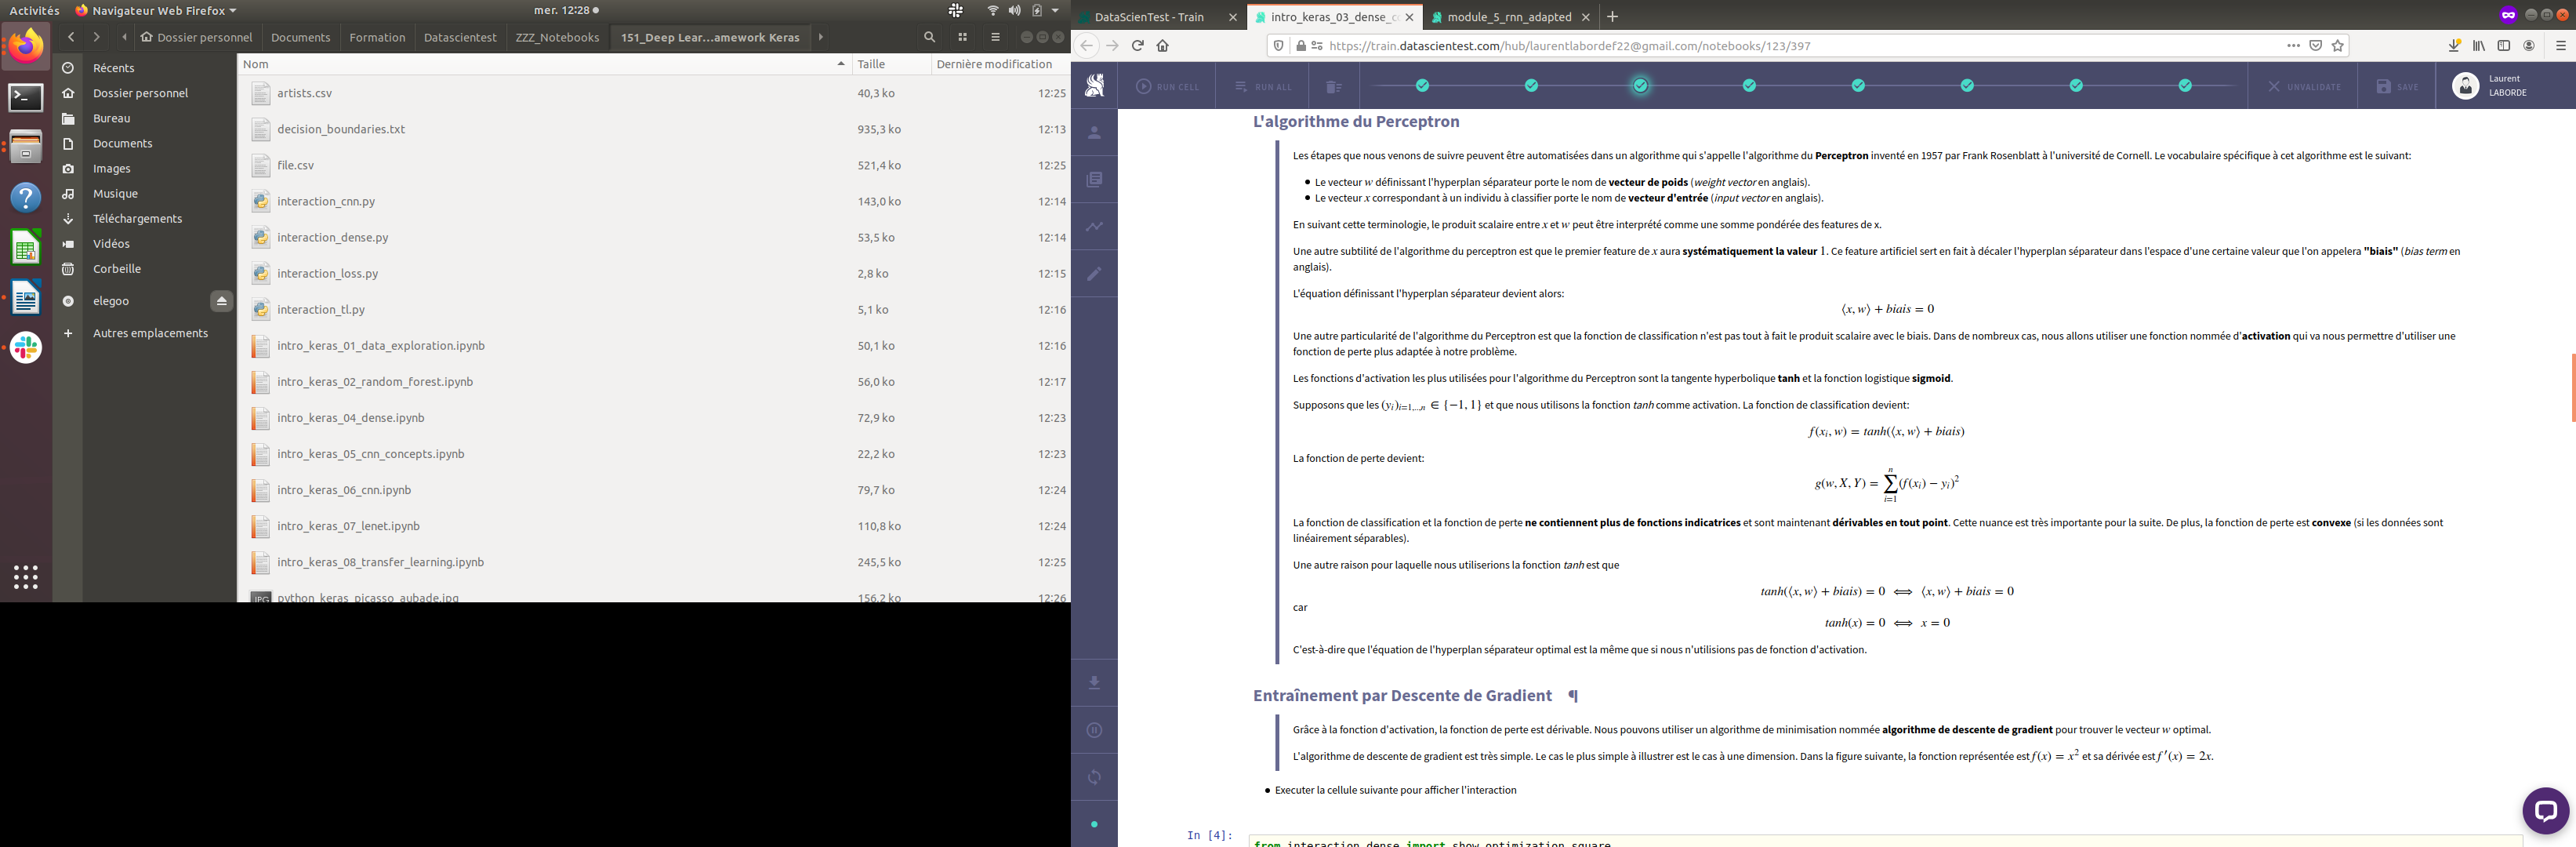 Activités
Navigateur Web Firefox
mer. 12:28
Dossier personnel
Documents
Formation
Datascientest
ZZZ_Notebooks
151_Deep Lear...amework Keras
Récents
Dossier personnel
Bureau
Documents
Images
Musique
Téléchargements
Vidéos
Corbeille
elegoo
Autres emplacements
Nom Taille Dernière modification
artists.csv 40,3 ko 12:25
decision_boundaries.txt 935,3 ko 12:13
file.csv 521,4 ko 12:25
interaction_cnn.py 143,0 ko 12:14
interaction_dense.py 53,5 ko 12:14
interaction_loss.py 2,8 ko 12:15
interaction_tl.py 5,1 ko 12:16
intro_keras_01_data_exploration.ipynb 50,1 ko 12:16
intro_keras_02_random_forest.ipynb 56,0 ko 12:17
intro_keras_04_dense.ipynb 72,9 ko 12:23
intro_keras_05_cnn_concepts.ipynb 22,2 ko 12:23
intro_keras_06_cnn.ipynb 79,7 ko 12:24
intro_keras_07_lenet.ipynb 110,8 ko 12:24
intro_keras_08_transfer_learning.ipynb 245,5 ko 12:25
JPG python_keras_picasso_aubade.jpg 156,2 ko 12:26
DataScienTest - Train
intro_keras_03_dense_co
module_5_rnn_adapted
https://train.datascientest.com/hub/laurentlabordef22@gmail.com/notebooks/123/397
RUN CELL
RUN ALL
UNVALIDATE
SAVE
Laurent
LABORDE
L'algorithme du Perceptron
Les étapes que nous venons de suivre peuvent être automatisées dans un algorithme qui s'appelle l'algorithme du Perceptron inventé en 1957 par Frank Rosenblatt à l'université de Cornell. Le vocabulaire spécifique à cet algorithme est le suivant:
● Le vecteur w définissant l'hyperplan séparateur porte le nom de vecteur de poids (weight vector en anglais).
● Le vecteur x correspondant à un individu à classifier porte le nom de vecteur d'entrée (input vector en anglais).
En suivant cette terminologie, le produit scalaire entre x et w peut être interprété comme une somme pondérée des features de x.
Une autre subtilité de l'algorithme du perceptron est que le premier feature de x aura systématiquement la valeur 1. Ce feature artificiel sert en fait à décaler l'hyperplan séparateur dans l'espace d'une certaine valeur que l'on appelera "biais" (bias term en
anglais).
L'équation définissant l'hyperplan séparateur devient alors:
⟨x, w⟩ + biais = 0
Une autre particularité de l'algorithme du Perceptron est que la fonction de classification n'est pas tout à fait le produit scalaire avec le biais. Dans de nombreux cas, nous allons utiliser une fonction nommée d'activation qui va nous permettre d'utiliser une
fonction de perte plus adaptée à notre problème.
Les fonctions d'activation les plus utilisées pour l'algorithme du Perceptron sont la tangente hyperbolique tanh et la fonction logistique sigmoid.
Supposons que les (y_i)_{i=1,..,n} ∈ {−1, 1} et que nous utilisons la fonction tanh comme activation. La fonction de classification devient:
f(x_i, w) = tanh(⟨x, w⟩ + biais)
La fonction de perte devient:
g(w, X, Y) = ∑_{i=1}^{n} (f(x_i) − y_i)²
La fonction de classification et la fonction de perte ne contiennent plus de fonctions indicatrices et sont maintenant dérivables en tout point. Cette nuance est très importante pour la suite. De plus, la fonction de perte est convexe (si les données sont
linéairement séparables).
Une autre raison pour laquelle nous utiliserions la fonction tanh est que
tanh(⟨x, w⟩ + biais) = 0 ⟺ ⟨x, w⟩ + biais = 0
car
tanh(x) = 0 ⟺ x = 0
C'est-à-dire que l'équation de l'hyperplan séparateur optimal est la même que si nous n'utilisions pas de fonction d'activation.
Entraînement par Descente de Gradient ¶
Grâce à la fonction d'activation, la fonction de perte est dérivable. Nous pouvons utiliser un algorithme de minimisation nommée algorithme de descente de gradient pour trouver le vecteur w optimal.
L'algorithme de descente de gradient est très simple. Le cas le plus simple à illustrer est le cas à une dimension. Dans la figure suivante, la fonction représentée est f(x) = x² et sa dérivée est f′(x) = 2x.
● Executer la cellule suivante pour afficher l'interaction
In [4]:
from interaction_dense import show_optimization_square